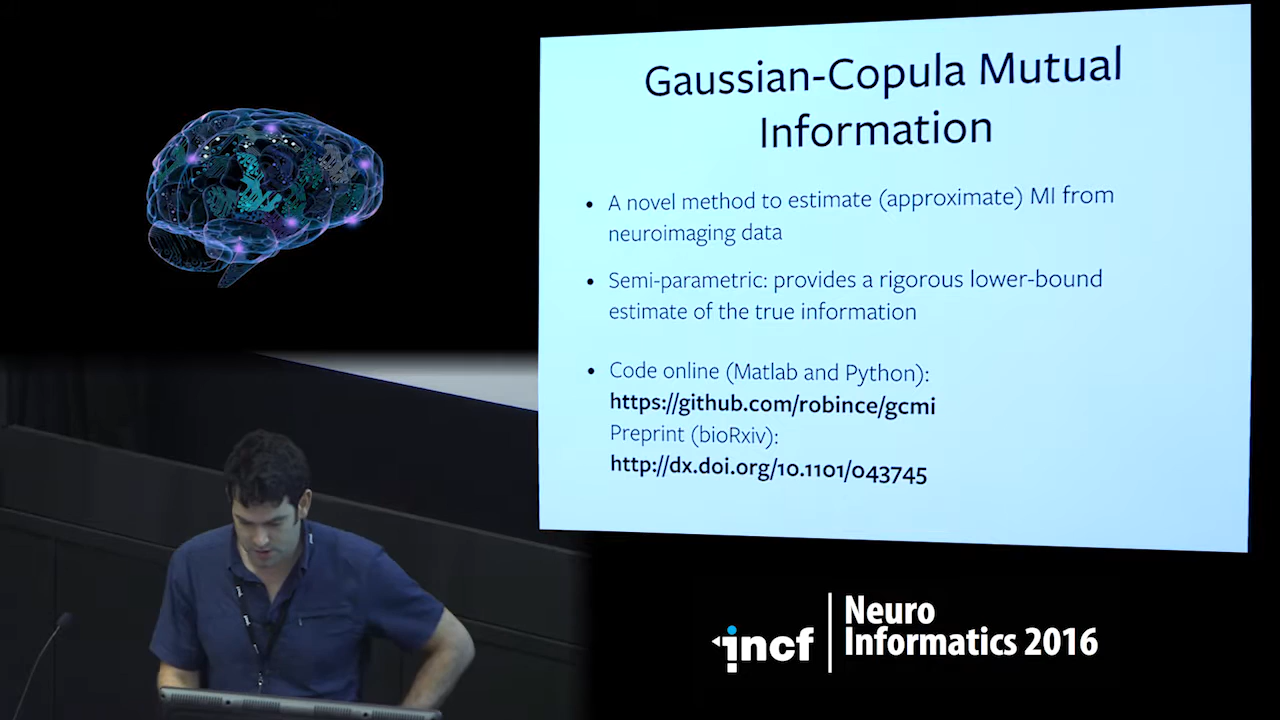 Gaussian-Copula Mutual
Information
• A novel method to estimate (approximate) MI from
neuroimaging data
• Semi-parametric: provides a rigorous lower-bound
estimate of the true information
• Code online (Matlab and Python):
https://github.com/robince/gcmi
Preprint (bioRxiv):
http://dx.doi.org/10.1101/043745
incf
Neuro
Informatics 2016